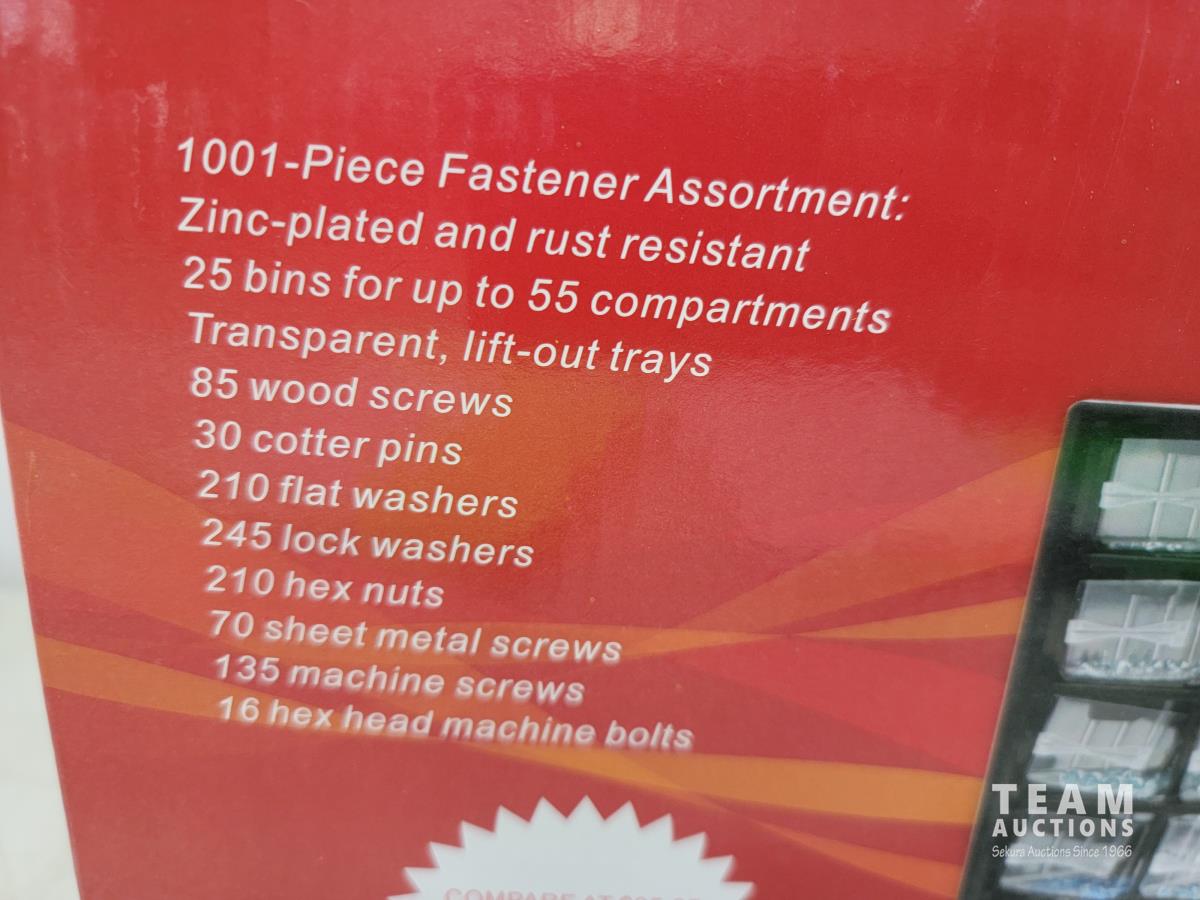 1001-Piece Fastener Assortment:
Zinc-plated and rust resistant
25 bins for up to 55 compartments
Transparent, lift-out trays
85 wood screws
30 cotter pins
210 flat washers
245 lock washers
210 hex nuts
70 sheet metal screws
135 machine screws
16 hex head machine bolts
COMPARE AT
TEAM
AUCTIONS
Sekura Auctions Since 1966